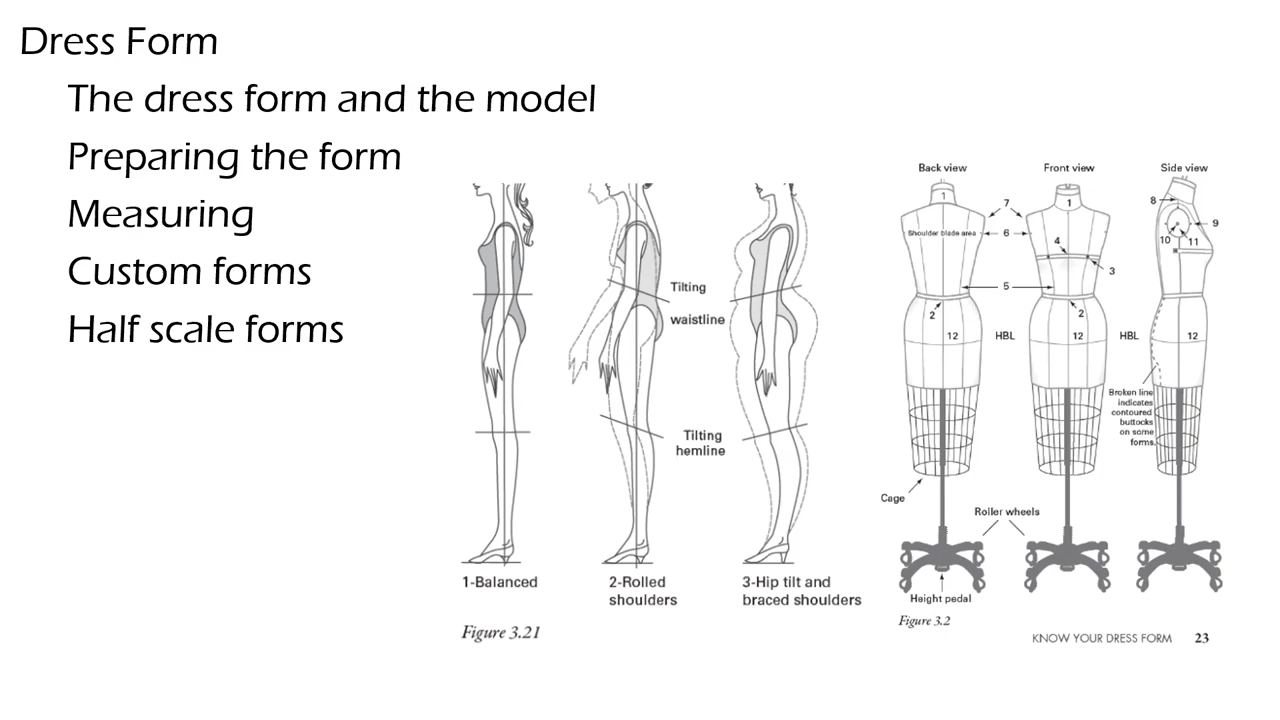 Dress Form
The dress form and the model
Preparing the form
Measuring
Custom forms
Half scale forms
Tilting
waistline
Tilting
hemline
1-Balanced
2-Rolled
shoulders
3-Hip tilt and
braced shoulders
Figure 3.21
Back view
Front view
Side view
1
7
1
8
9
Shoulder blade area
6
4
10
11
3
5
2
2
12
HBL
12
HBL
12
Broken line
indicates
contoured
buttocks
on some
forms.
Cage
Roller wheels
Height pedal
Figure 3.2
KNOW YOUR DRESS FORM 23